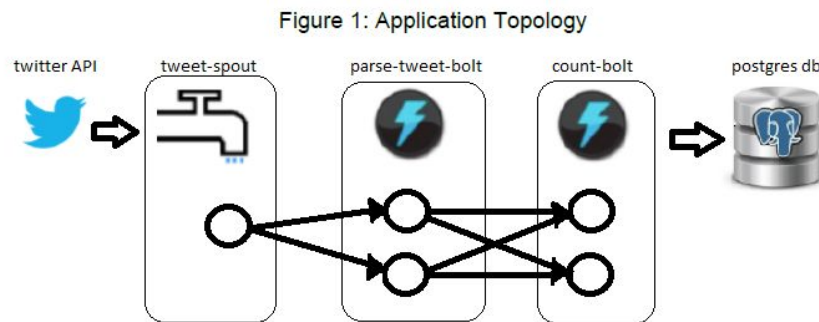 Figure 1: Application Topology
twitter API
tweet-spout
parse-tweet-bolt
count-bolt
postgres db